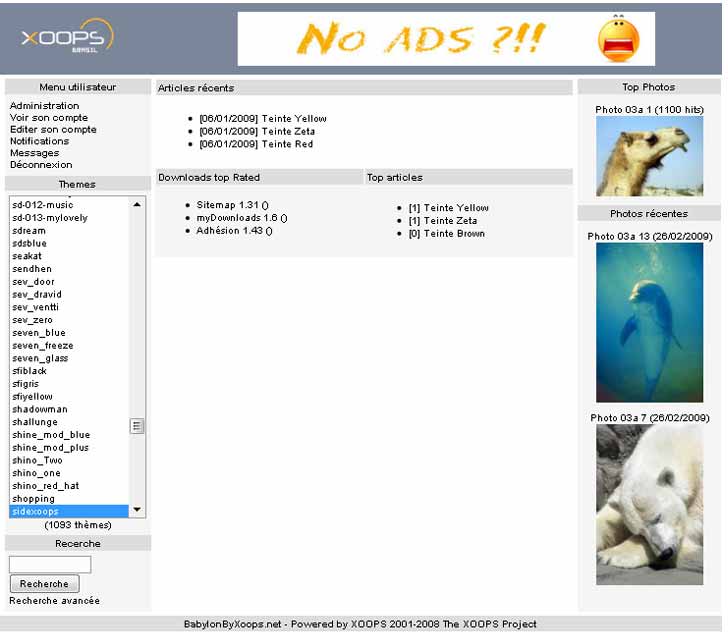 XOOPS
BRASIL
No ADS ?!!
Menu utilisateur
Administration
Voir son compte
Editer son compte
Notifications
Messages
Déconnexion
Themes
sd-012-music
sd-013-mylovely
sdream
sdsblue
seakat
sendhen
sev_door
sev_dravid
sev_ventti
sev_zero
seven_blue
seven_freeze
seven_glass
sfiblack
sfigris
sfiyellow
shadowman
shallunge
shine_mod_blue
shine_mod_plus
shino_Two
shino_one
shino_red_hat
shopping
sidexoops
(1093 thèmes)
Recerche
Recherche
Recherche avancée
Articles récents
[06/01/2009] Teinte Yellow
[06/01/2009] Teinte Zeta
[06/01/2009] Teinte Red
Downloads top Rated
Sitemap 1.31 ()
myDownloads 1.6 ()
Adhésion 1.43 ()
Top articles
[1] Teinte Yellow
[1] Teinte Zeta
[0] Teinte Brown
Top Photos
Photo 03a 1 (1100 hits)
Photos récentes
Photo 03a 13 (26/02/2009)
Photo 03a 7 (26/02/2009)
BabylonByXoops.net - Powered by XOOPS 2001-2008 The XOOPS Project